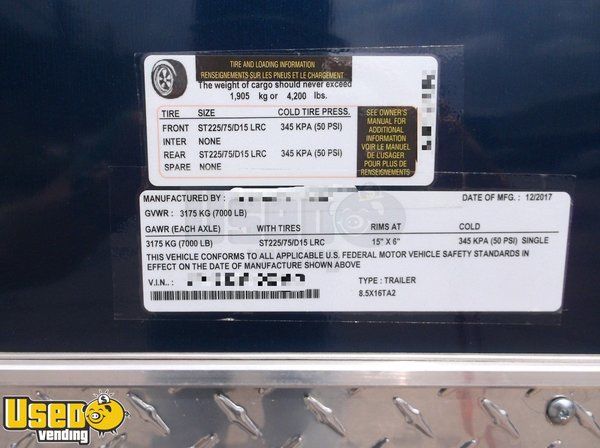 TIRE AND LOADING INFORMATION
RENSEIGNEMENTS SUR LES PNEUS ET LE CHARGEMENT
The weight of cargo should never exceed
1,905 kg or 4,200 lbs.
TIRE SIZE COLD TIRE PRESS.
FRONT ST225/75/D15 LRC 345 KPA (50 PSI)
INTER NONE
REAR ST225/75/D15 LRC 345 KPA (50 PSI)
SPARE NONE
SEE OWNER'S
MANUAL FOR
ADDITIONAL
INFORMATION
VOIR LE MANUEL
DE L'USAGER
POUR PLUS DE
RENSEIGNEMENTS
MANUFACTURED BY : DATE OF MFG. : 12/2017
GVWR : 3175 KG (7000 LB)
GAWR (EACH AXLE) WITH TIRES RIMS AT COLD
3175 KG (7000 LB) ST225/75/D15 LRC 15" X 6" 345 KPA (50 PSI) SINGLE
THIS VEHICLE CONFORMS TO ALL APPLICABLE U.S. FEDERAL MOTOR VEHICLE SAFETY STANDARDS IN
EFFECT ON THE DATE OF MANUFACTURE SHOWN ABOVE
V.I.N.. : TYPE : TRAILER
8.5X16TA2
Used
vending